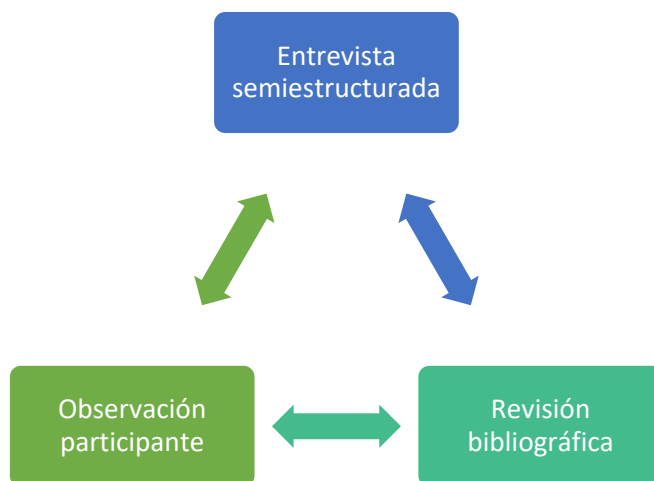 Entrevista
semiestructurada
Observación
participante
Revisión
bibliográfica